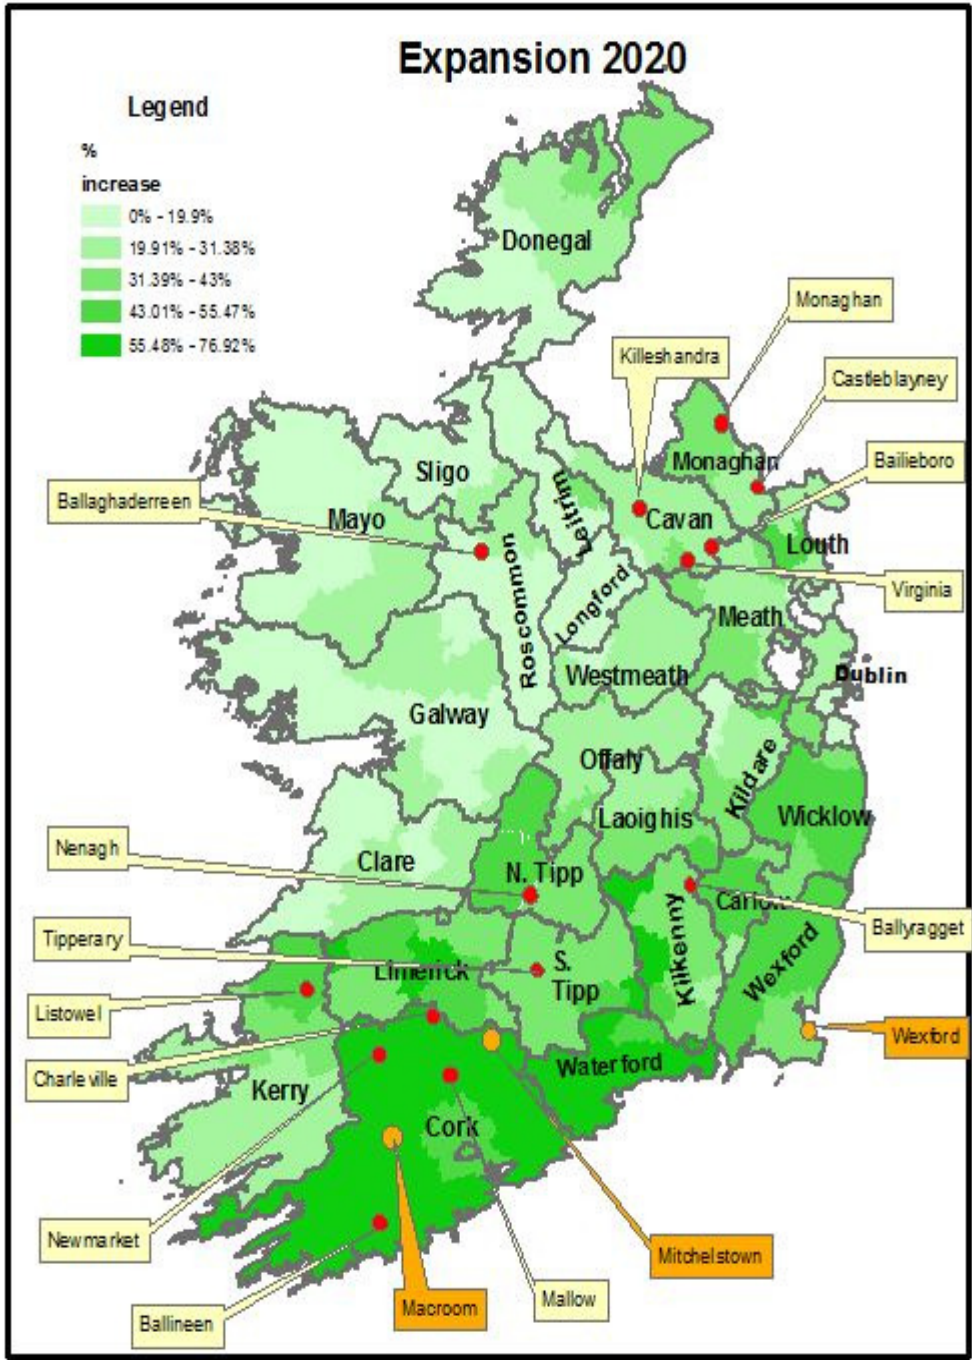 Expansion 2020
Legend
%
increase
0% - 19.9%
19.91% - 31.38%
31.39% - 43%
43.01% - 55.47%
55.48% - 76.92%
Donegal
Monaghan
Killeshandra
Castleblayney
Monaghan
Bailieboro
Sligo
Ballaghaderreen
Mayo
Leitrim
Cavan
Louth
Virginia
Roscommon
Longford
Meath
Westmeath
Dublin
Galway
Offaly
Kildare
Laoighis
Wicklow
Nenagh
Clare
N. Tipp
Carlow
Ballyragget
Kilkenny
Tipperary
Limerick
S.
Tipp
Wexford
Listowel
Wexford
Charleville
Kerry
Waterford
Cork
Newmarket
Mitchelstown
Mallow
Macroom
Ballineen